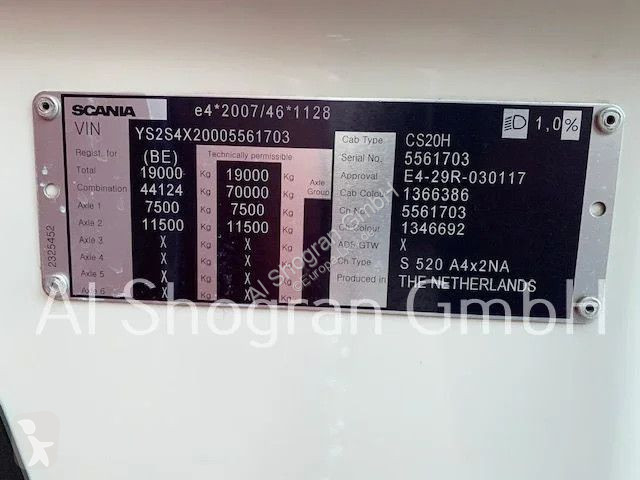 SCANIA e4*2007/46*1128
VIN YS2S4X20005561703 1,0%
Regist. for (BE) Technically permissible
Total 19000 Kg 19000 Kg Axle Group
Combination 44124 Kg 70000 Kg
Axle 1 7500 Kg 7500 Kg
Axle 2 11500 Kg 11500 Kg
Axle 3 X Kg X Kg
Axle 4 X Kg X Kg
Axle 5 X Kg X Kg
Axle 6 X Kg X Kg
Cab Type CS20H
Serial No. 5561703
Approval E4-29R-030117
Cab Colour 1366386
Ch No. 5561703
Ch Colour 1346692
ADR GTW X
Ch Type S 520 A4x2NA
Produced in THE NETHERLANDS
2325452
Al Shogran GmbH
Al Shogran GmbH